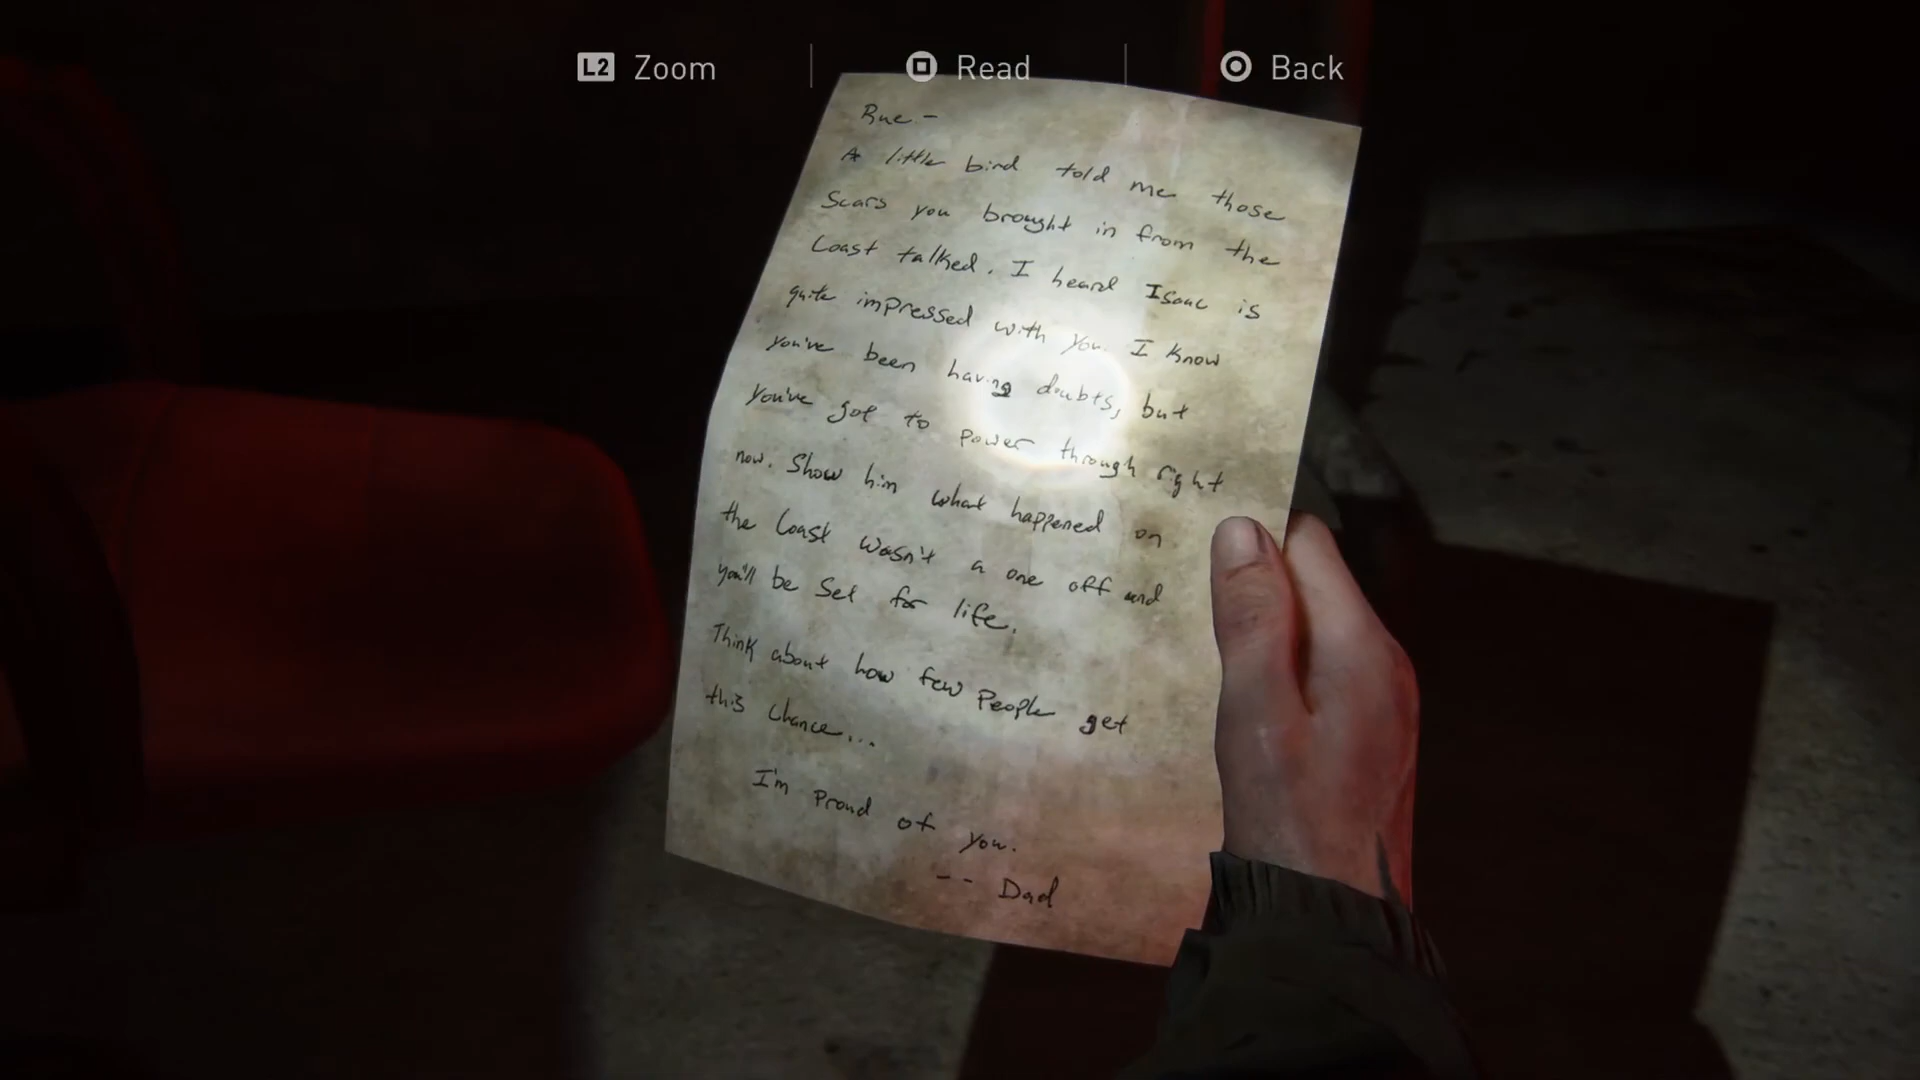 L2 Zoom | Read | Back
Rue -
A little bird told me those
Scars you brought in from the
Coast talked. I heard Isaac is
quite impressed with you. I know
you've been having doubts, but
you've got to power through right
now. Show him what happened on
the Coast wasn't a one off and
you'll be set for life.
Think about how few People get
this chance...
I'm Proud of you.
-- Dad